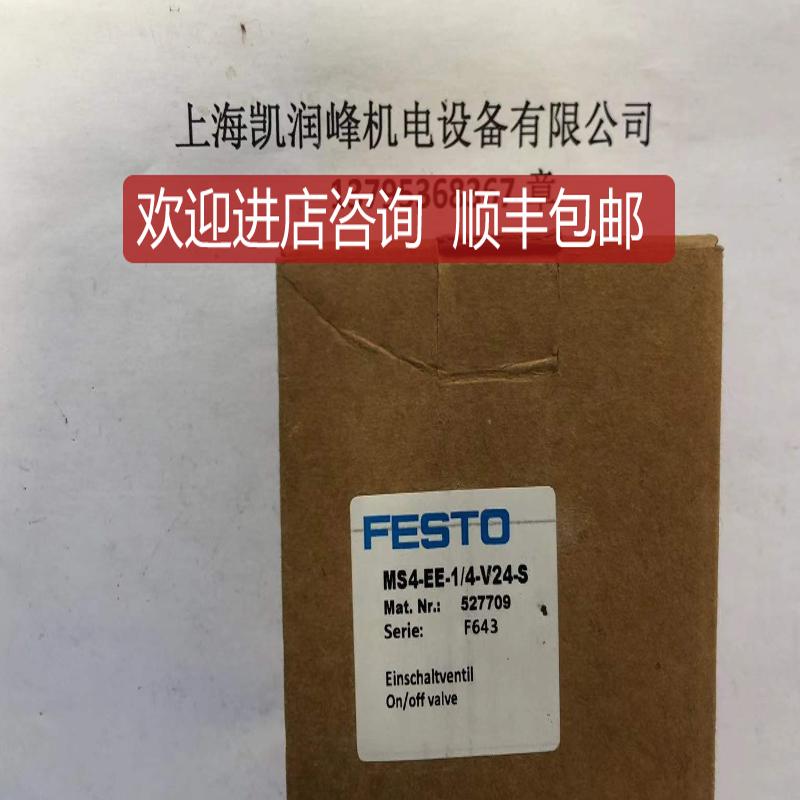 上海凯润峰机电设备有限公司
欢迎进店咨询 顺丰包邮
FESTO
MS4-EE-1/4-V24-S
Mat. Nr.: 527709
Serie: F643
Einschaltventil
On/off valve